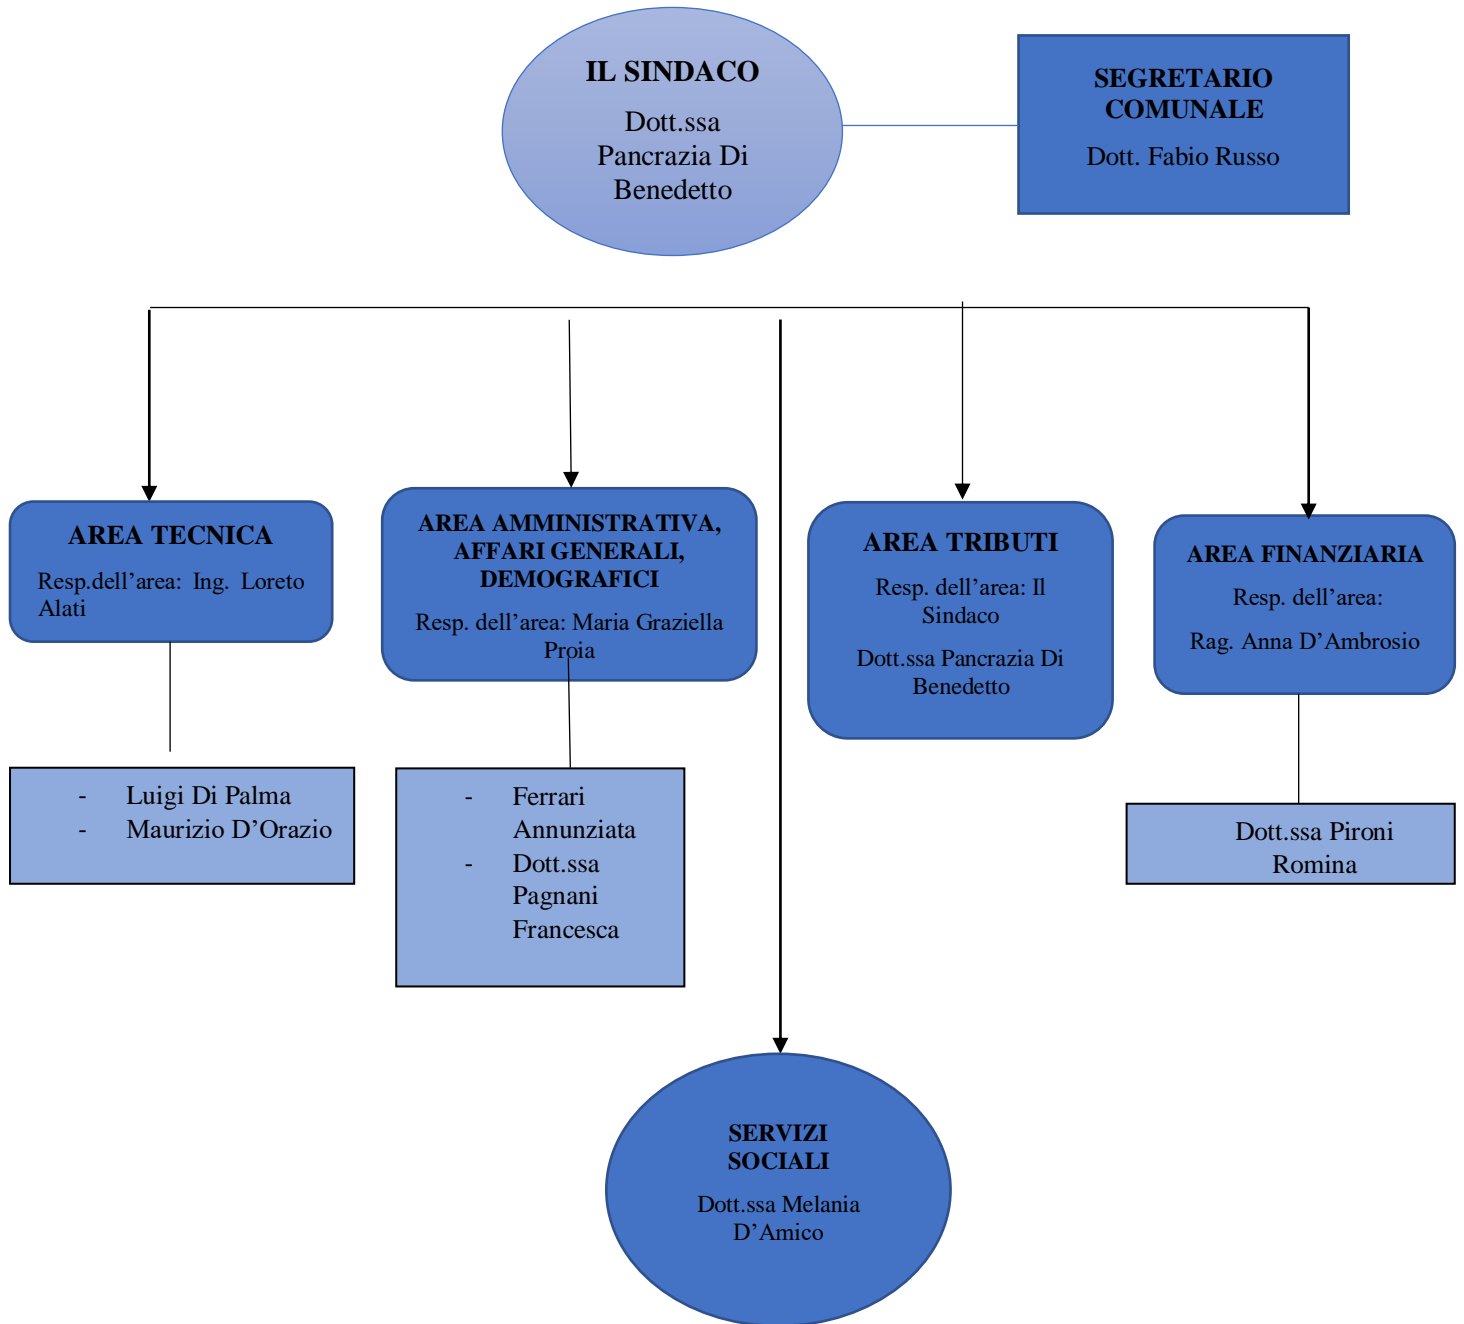 IL SINDACO
Dott.ssa
Pancrazia Di
Benedetto
SEGRETARIO
COMUNALE
Dott. Fabio Russo
AREA TECNICA
Resp.dell’area: Ing. Loreto
Alati
AREA AMMINISTRATIVA,
AFFARI GENERALI,
DEMOGRAFICI
Resp. dell’area: Maria Graziella
Proia
AREA TRIBUTI
Resp. dell’area: Il
Sindaco
Dott.ssa Pancrazia Di
Benedetto
AREA FINANZIARIA
Resp. dell’area:
Rag. Anna D’Ambrosio
- Luigi Di Palma
- Maurizio D’Orazio
- Ferrari
Annunziata
- Dott.ssa
Pagnani
Francesca
Dott.ssa Pironi
Romina
SERVIZI
SOCIALI
Dott.ssa Melania
D’Amico